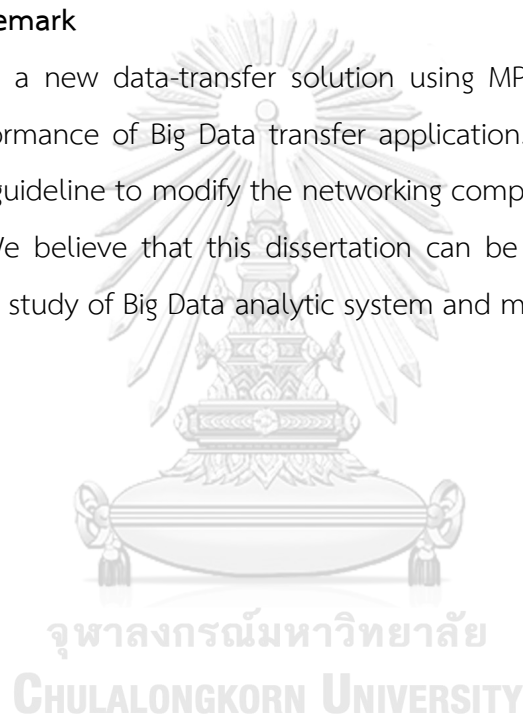 emark
a new data-transfer solution using MP
ormance of Big Data transfer application.
guideline to modify the networking comp
We believe that this dissertation can be
study of Big Data analytic system and m
จุฬาลงกรณ์มหาวิทยาลัย
CHULALONGKORN UNIVERSITY